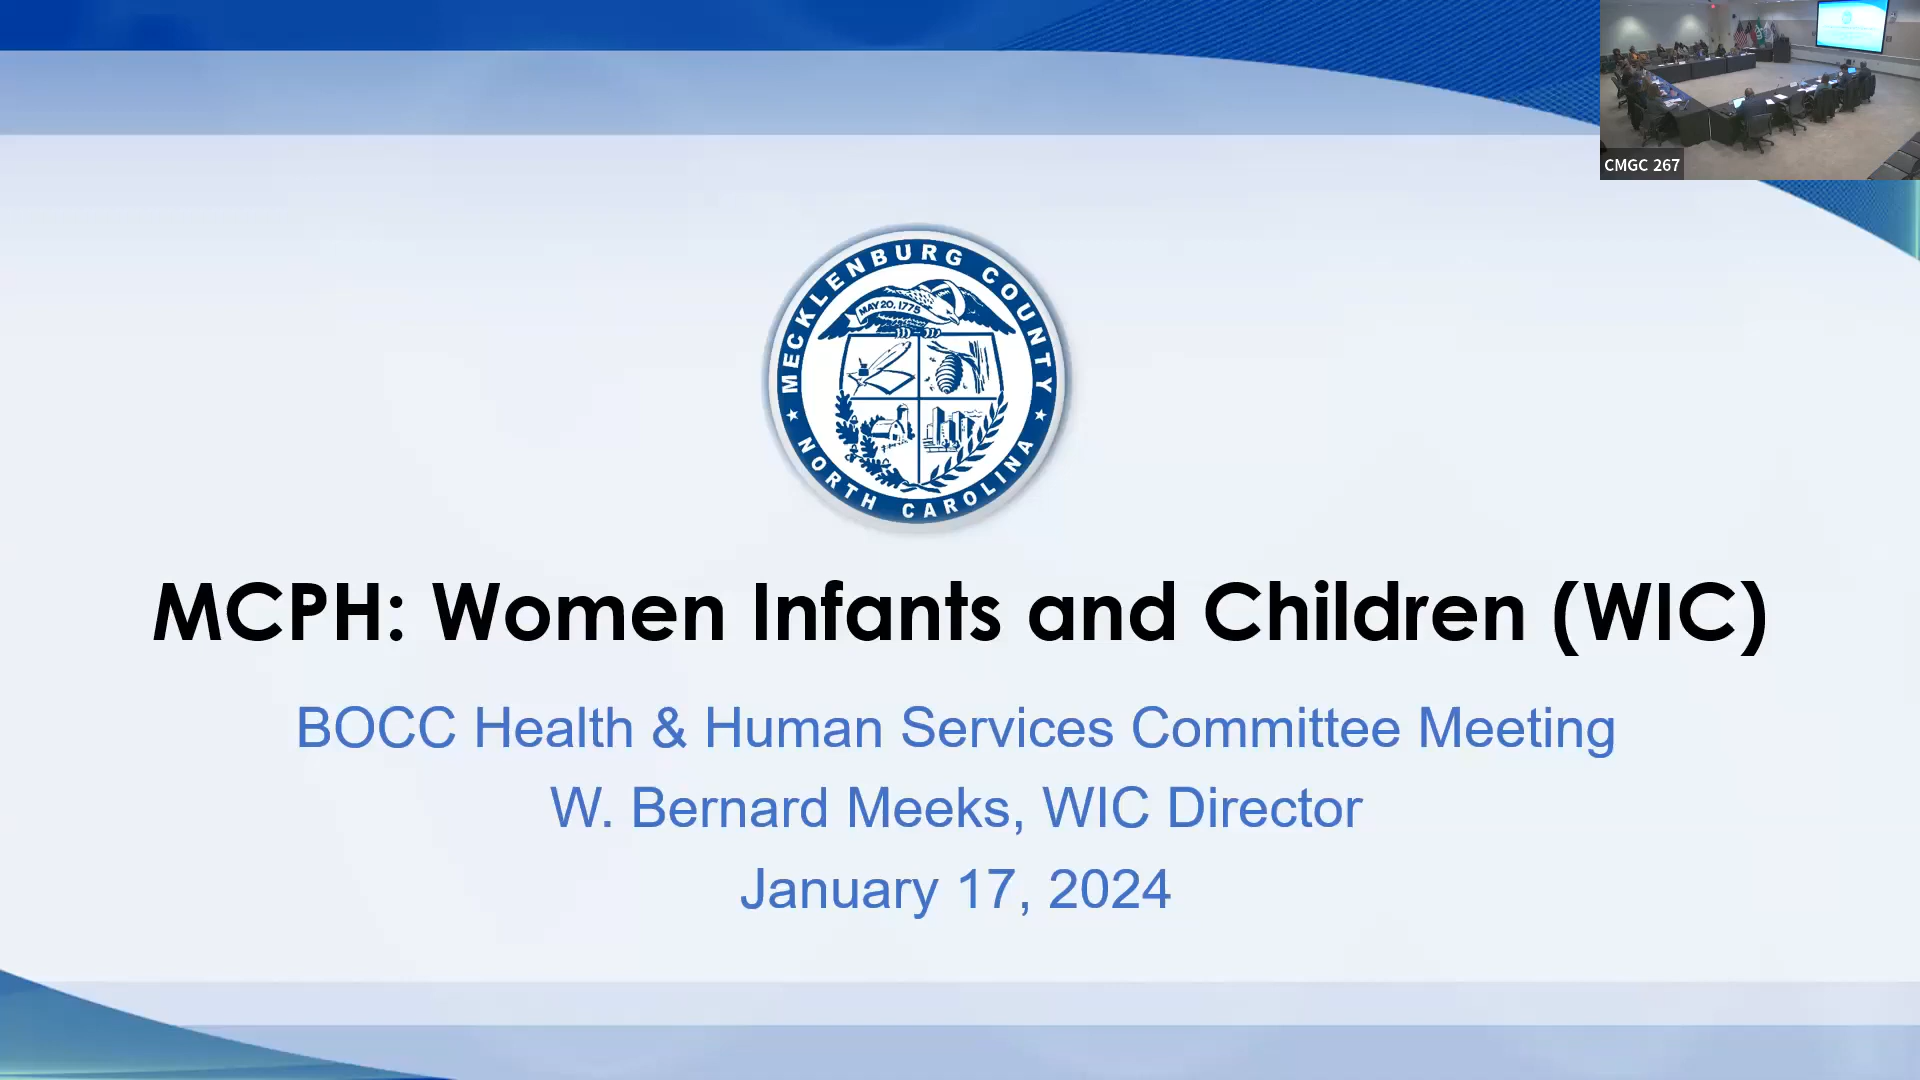 CMGC 267
MECKLENBURG COUNTY
MAY 20, 1775
★ NORTH CAROLINA ★
MCPH: Women Infants and Children (WIC)
BOCC Health & Human Services Committee Meeting
W. Bernard Meeks, WIC Director
January 17, 2024